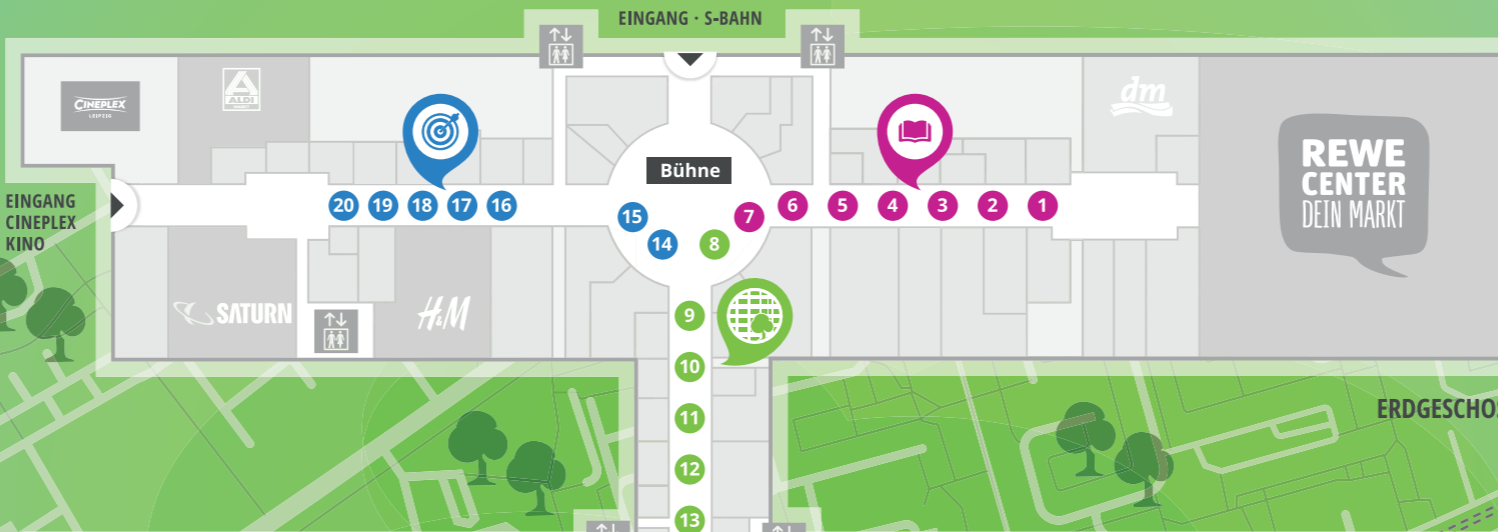 EINGANG · S-BAHN
CINEPLEX
LEIPZIG
ALDI
MARKT
dm
Bühne
REWE
CENTER
DEIN MARKT
EINGANG
CINEPLEX
KINO
20 19 18 17 16
15
14
8
7
6 5 4 3 2 1
SATURN
H&M
9
10
11
12
13
ERDGESCHOS